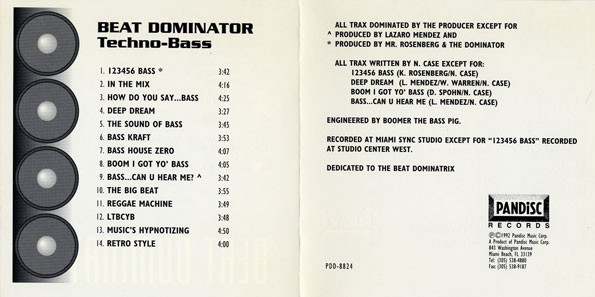 BEAT DOMINATOR
Techno-Bass
1. 123456 BASS * 3:42
2. IN THE MIX 4:16
3. HOW DO YOU SAY...BASS 4:25
4. DEEP DREAM 3:27
5. THE SOUND OF BASS 3:45
6. BASS KRAFT 3:53
7. BASS HOUSE ZERO 4:07
8. BOOM I GOT YO' BASS 4:05
9. BASS...CAN U HEAR ME? ^ 3:42
10. THE BIG BEAT 3:55
11. REGGAE MACHINE 3:49
12. LTBCYB 3:48
13. MUSIC'S HYPNOTIZING 4:50
14. RETRO STYLE 4:00
ALL TRAX DOMINATED BY THE PRODUCER EXCEPT FOR
^ PRODUCED BY LAZARO MENDEZ AND
* PRODUCED BY MR. ROSENBERG & THE DOMINATOR
ALL TRAX WRITTEN BY N. CASE EXCEPT FOR:
123456 BASS (K. ROSENBERG/N. CASE)
DEEP DREAM (L. MENDEZ/W. WARREN/N. CASE)
BOOM I GOT YO' BASS (D. SPOHN/N. CASE)
BASS...CAN U HEAR ME (L. MENDEZ/N. CASE)
ENGINEERED BY BOOMER THE BASS PIG.
RECORDED AT MIAMI SYNC STUDIO EXCEPT FOR "123456 BASS" RECORDED
AT STUDIO CENTER WEST.
DEDICATED TO THE BEAT DOMINATRIX
PANDiSC
RECORDS
℗©1992 Pandisc Music Corp.
A Product of Pandisc Music Corp.
843 Washington Avenue
Miami Beach, FL 33139
Tel: (305) 538-4880
Fax: (305) 538-9187
PDD-8824